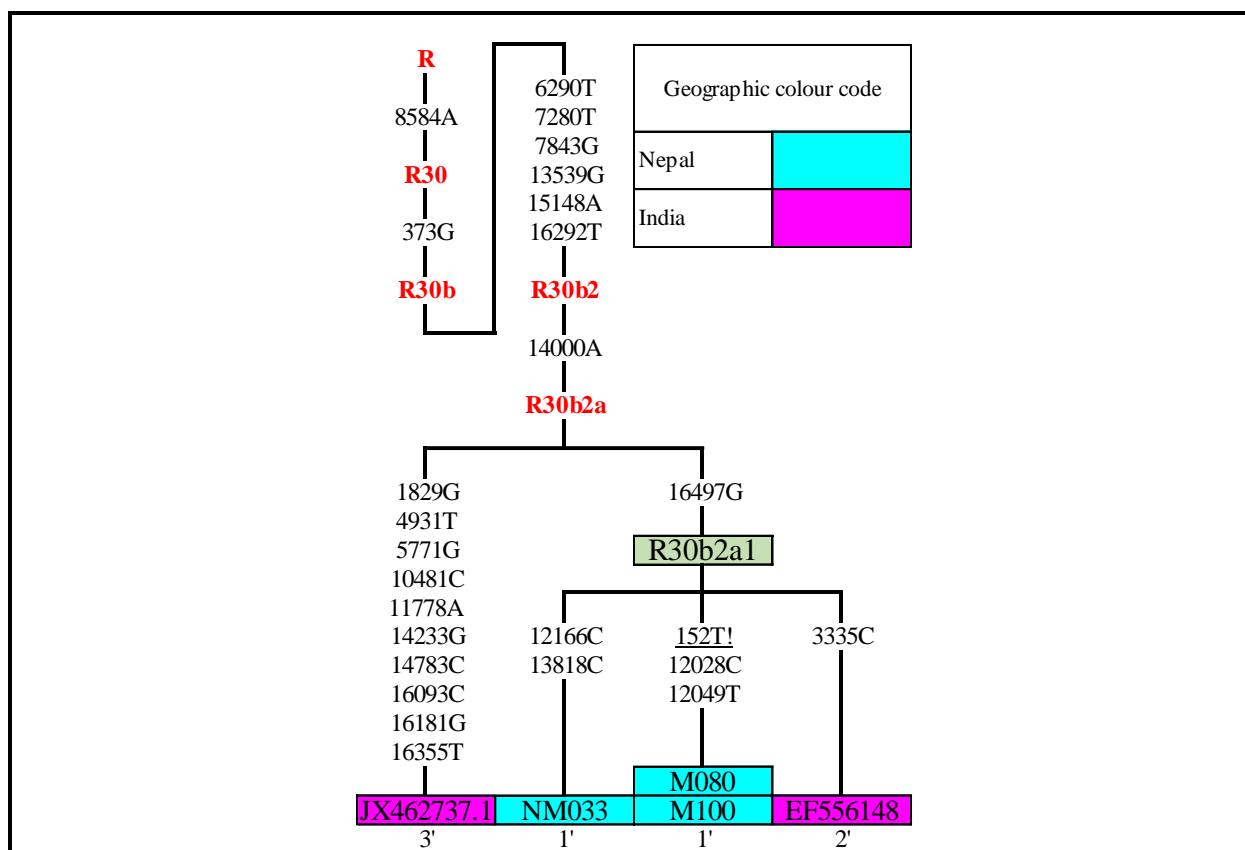 R
8584A
R30
373G
R30b
6290T
7280T
7843G
13539G
15148A
16292T
R30b2
14000A
R30b2a
Geographic colour code
Nepal
India
1829G
4931T
5771G
10481C
11778A
14233G
14783C
16093C
16181G
16355T
16497G
R30b2a1
12166C
13818C
152T!
12028C
12049T
3335C
M080
JX462737.1 NM033 M100 EF556148
3' 1' 1' 2'